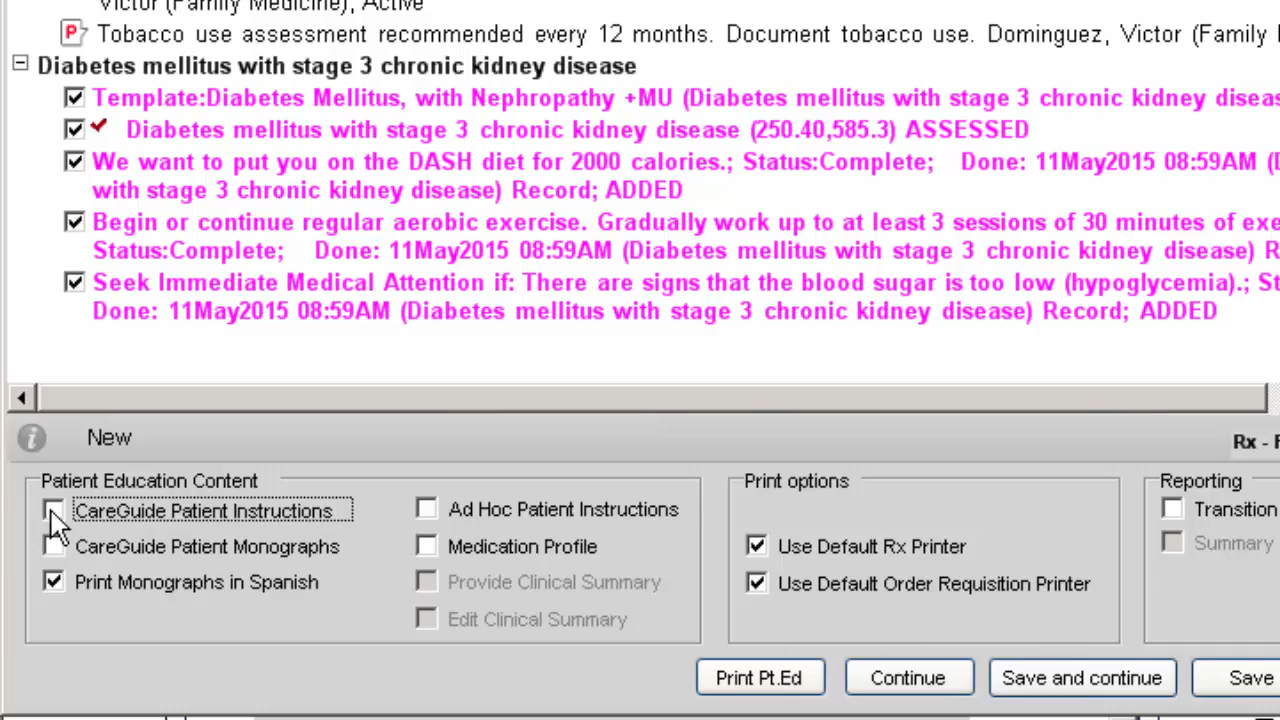 Victor (Family Medicine), Active
P Tobacco use assessment recommended every 12 months. Document tobacco use. Dominguez, Victor (Family
Diabetes mellitus with stage 3 chronic kidney disease
Template:Diabetes Mellitus, with Nephropathy +MU (Diabetes mellitus with stage 3 chronic kidney diseas
Diabetes mellitus with stage 3 chronic kidney disease (250.40,585.3) ASSESSED
We want to put you on the DASH diet for 2000 calories.; Status:Complete; Done: 11May2015 08:59AM (D
with stage 3 chronic kidney disease) Record; ADDED
Begin or continue regular aerobic exercise. Gradually work up to at least 3 sessions of 30 minutes of exe
Status:Complete; Done: 11May2015 08:59AM (Diabetes mellitus with stage 3 chronic kidney disease) R
Seek Immediate Medical Attention if: There are signs that the blood sugar is too low (hypoglycemia).; St
Done: 11May2015 08:59AM (Diabetes mellitus with stage 3 chronic kidney disease) Record; ADDED
i New
Rx - F
Patient Education Content
CareGuide Patient Instructions
CareGuide Patient Monographs
Print Monographs in Spanish
Ad Hoc Patient Instructions
Medication Profile
Provide Clinical Summary
Edit Clinical Summary
Print options
Use Default Rx Printer
Use Default Order Requisition Printer
Reporting
Transition
Summary
Print Pt.Ed
Continue
Save and continue
Save